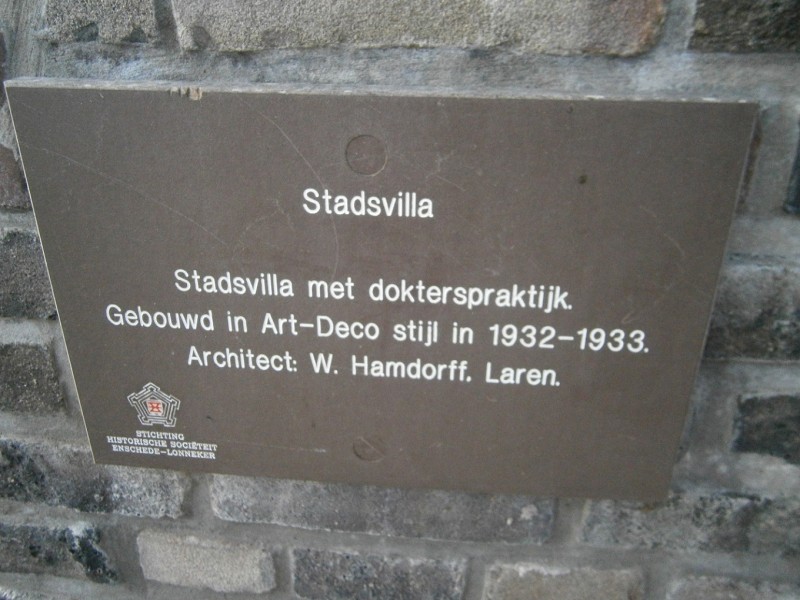 Stadsvilla
Stadsvilla met dokterspraktijk.
Gebouwd in Art-Deco stijl in 1932-1933.
Architect: W. Hamdorff. Laren.
H
STICHTING
HISTORISCHE SOCIËTEIT
ENSCHEDE-LONNEKER